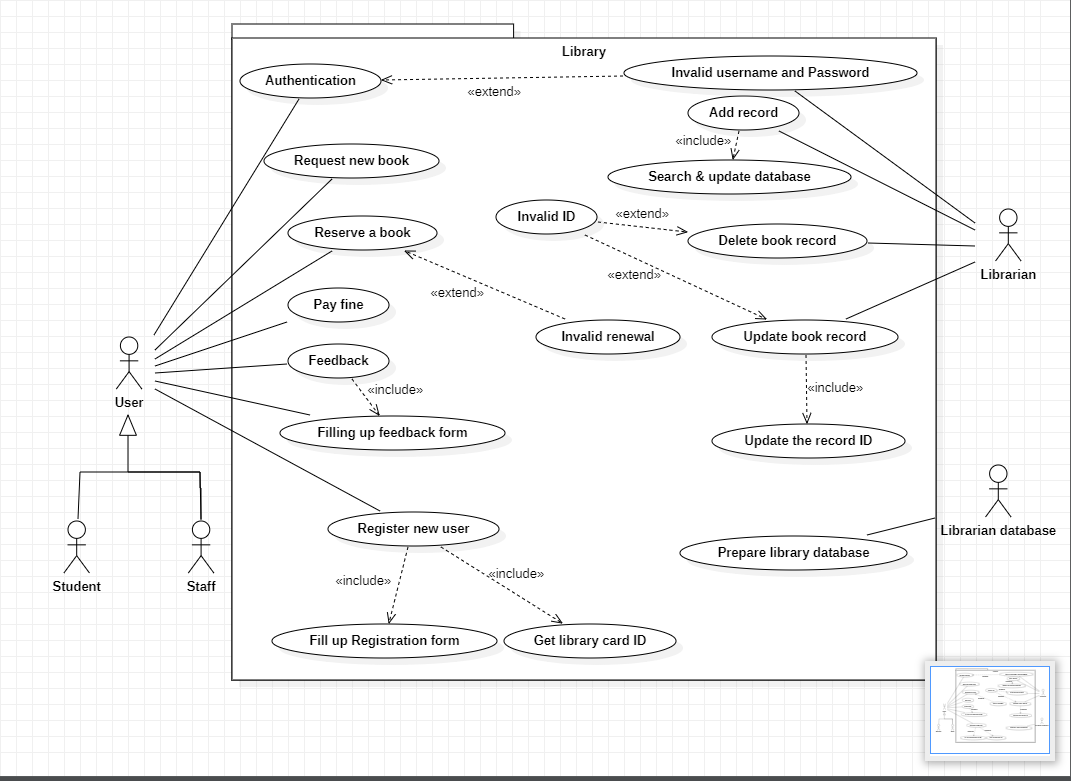 Library
Authentication
«extend»
Invalid username and Password
Add record
«include»
Search & update database
Request new book
Invalid ID
«extend»
Delete book record
Reserve a book
«extend»
«extend»
Librarian
Pay fine
Invalid renewal
Update book record
Feedback
«include»
«include»
User
Filling up feedback form
Update the record ID
Register new user
Librarian database
Prepare library database
«include»
«include»
Student
Staff
Fill up Registration form
Get library card ID